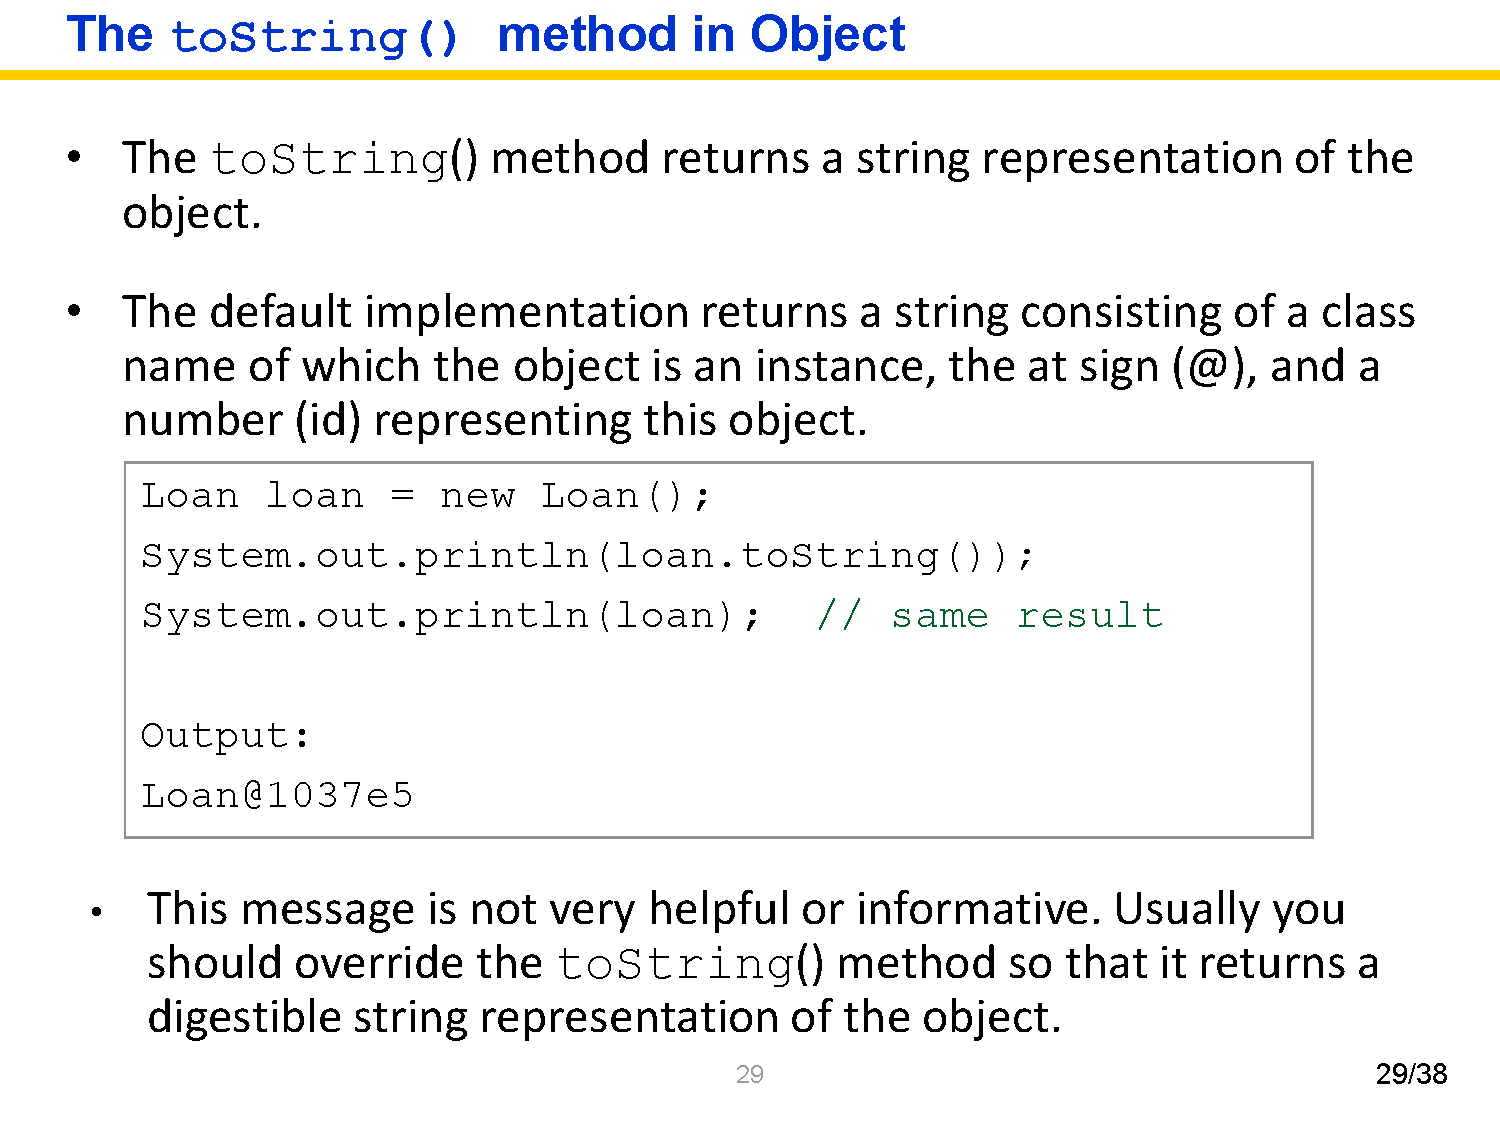 The toString() method in Object
• The toString() method returns a string representation of the
object.
• The default implementation returns a string consisting of a class
name of which the object is an instance, the at sign (@), and a
number (id) representing this object.
Loan loan = new Loan();
System.out.println(loan.toString());
System.out.println(loan); // same result
Output:
Loan@1037e5
• This message is not very helpful or informative. Usually you
should override the toString() method so that it returns a
digestible string representation of the object.
29
29/38